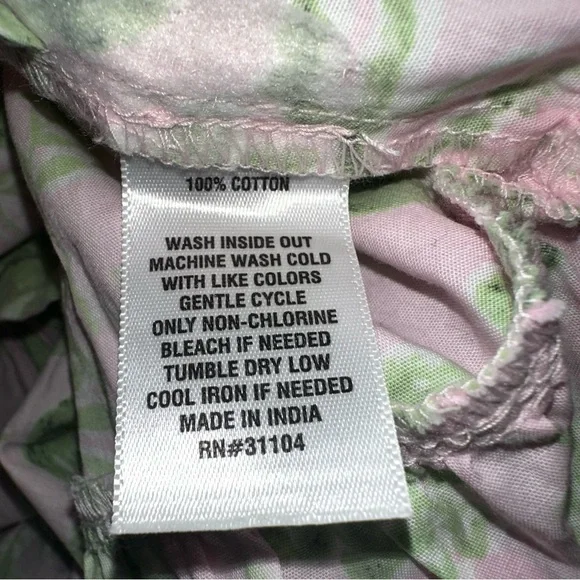 100% COTTON
WASH INSIDE OUT
MACHINE WASH COLD
WITH LIKE COLORS
GENTLE CYCLE
ONLY NON-CHLORINE
BLEACH IF NEEDED
TUMBLE DRY LOW
COOL IRON IF NEEDED
MADE IN INDIA
RN#31104